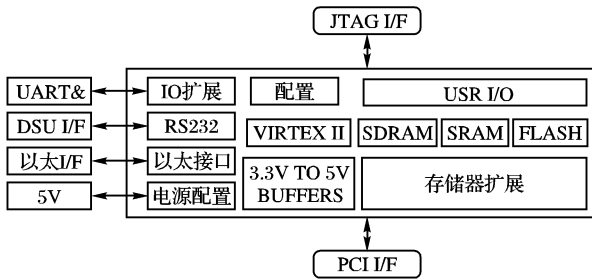 JTAG I/F
UART&
IO扩展
配置
USR I/O
DSU I/F
RS232
VIRTEX II
SDRAM
SRAM
FLASH
以太I/F
以太接口
3.3V TO 5V
BUFFERS
存储器扩展
5V
电源配置
PCI I/F